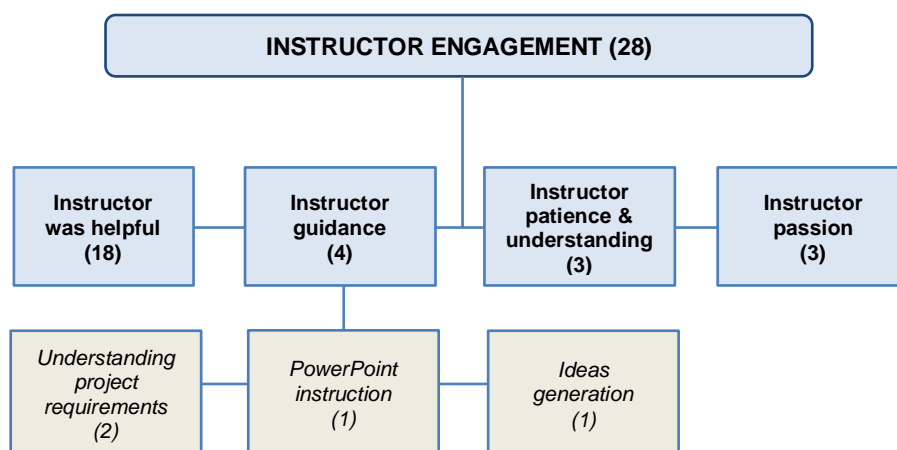 INSTRUCTOR ENGAGEMENT (28)
Instructor
was helpful
(18)
Instructor
guidance
(4)
Instructor
patience &
understanding
(3)
Instructor
passion
(3)
Understanding
project
requirements
(2)
PowerPoint
instruction
(1)
Ideas
generation
(1)